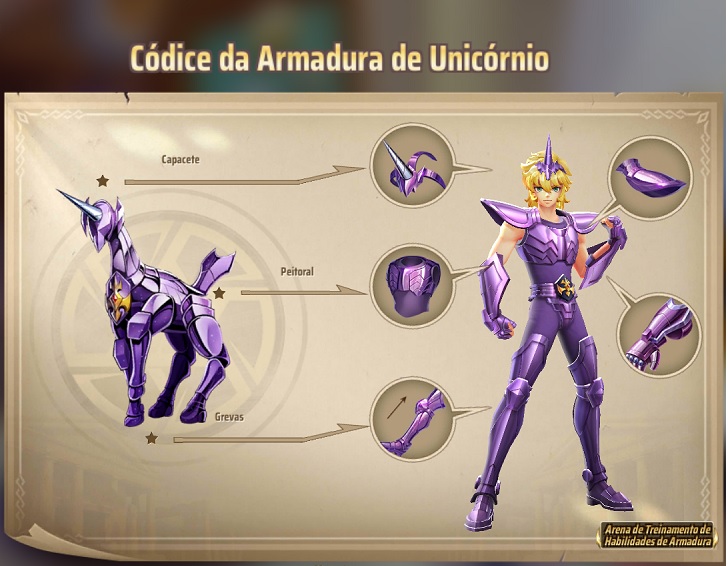 Códice da Armadura de Unicórnio
Capacete
Peitoral
Grevas
Arena de Treinamento de
Habilidades de Armadura